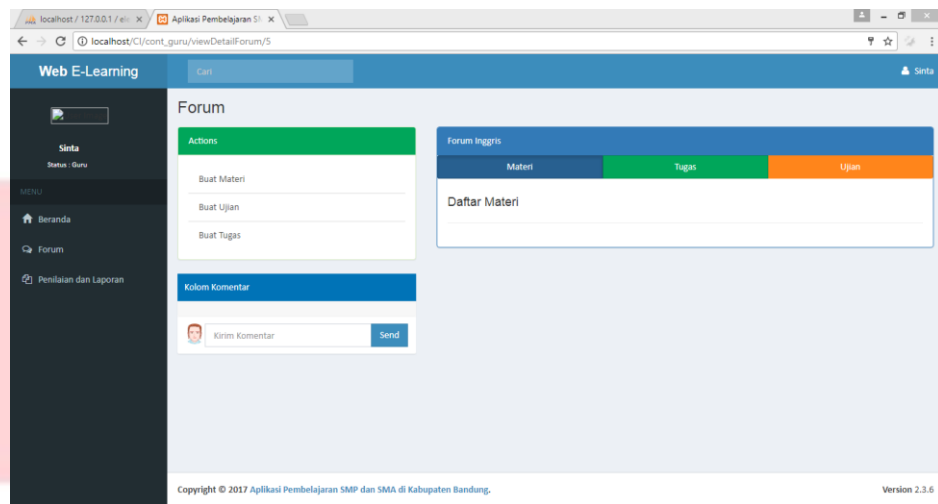 localhost / 127.0.0.1 / ele
Aplikasi Pembelajaran SM
localhost/CI/cont_guru/viewDetailForum/5
Web E-Learning
Cari
Sinta
Sinta
Status : Guru
MENU
Beranda
Forum
Penilaian dan Laporan
Forum
Actions
Buat Materi
Buat Ujian
Buat Tugas
Kolom Komentar
Kirim Komentar
Send
Forum Inggris
Materi
Tugas
Ujian
Daftar Materi
Copyright © 2017 Aplikasi Pembelajaran SMP dan SMA di Kabupaten Bandung.
Version 2.3.6